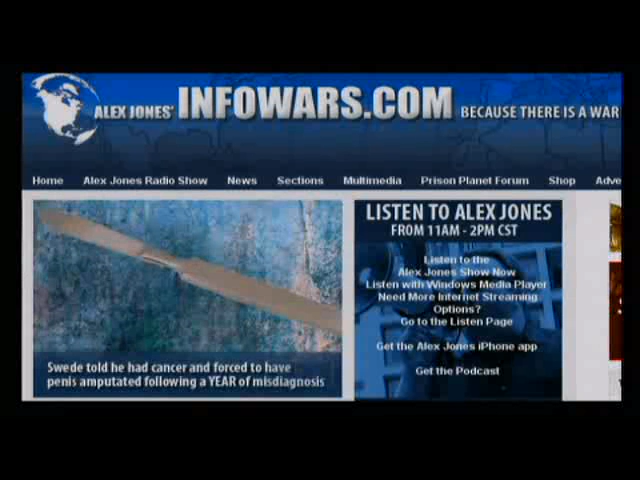 ALEX JONES' INFOWARS.COM BECAUSE THERE IS A WAR
Home Alex Jones Radio Show News Sections Multimedia Prison Planet Forum Shop Adve
LISTEN TO ALEX JONES
FROM 11AM - 2PM CST
Listen to the
Alex Jones Show Now
Listen with Windows Media Player
Need More Internet Streaming
Options?
Go to the Listen Page
Get the Alex Jones iPhone app
Get the Podcast
Swede told he had cancer and forced to have
penis amputated following a YEAR of misdiagnosis